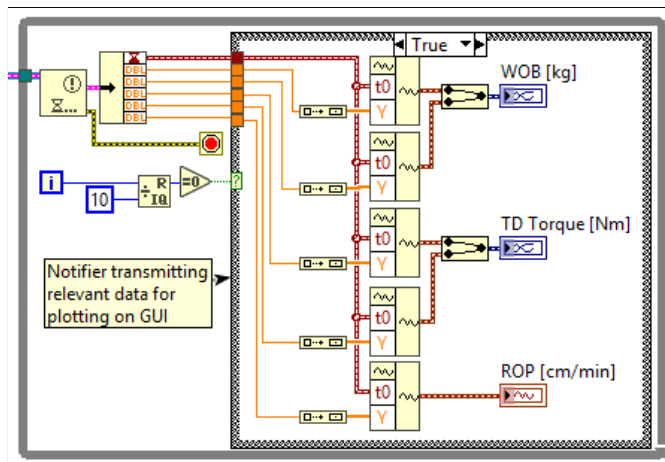 True
DBL
DBL
DBL
DBL
DBL
t0
Y
WOB [kg]
t0
Y
i
10
R
IQ
=0
?
Notifier transmitting
relevant data for
plotting on GUI
t0
Y
TD Torque [Nm]
t0
Y
ROP [cm/min]
t0
Y